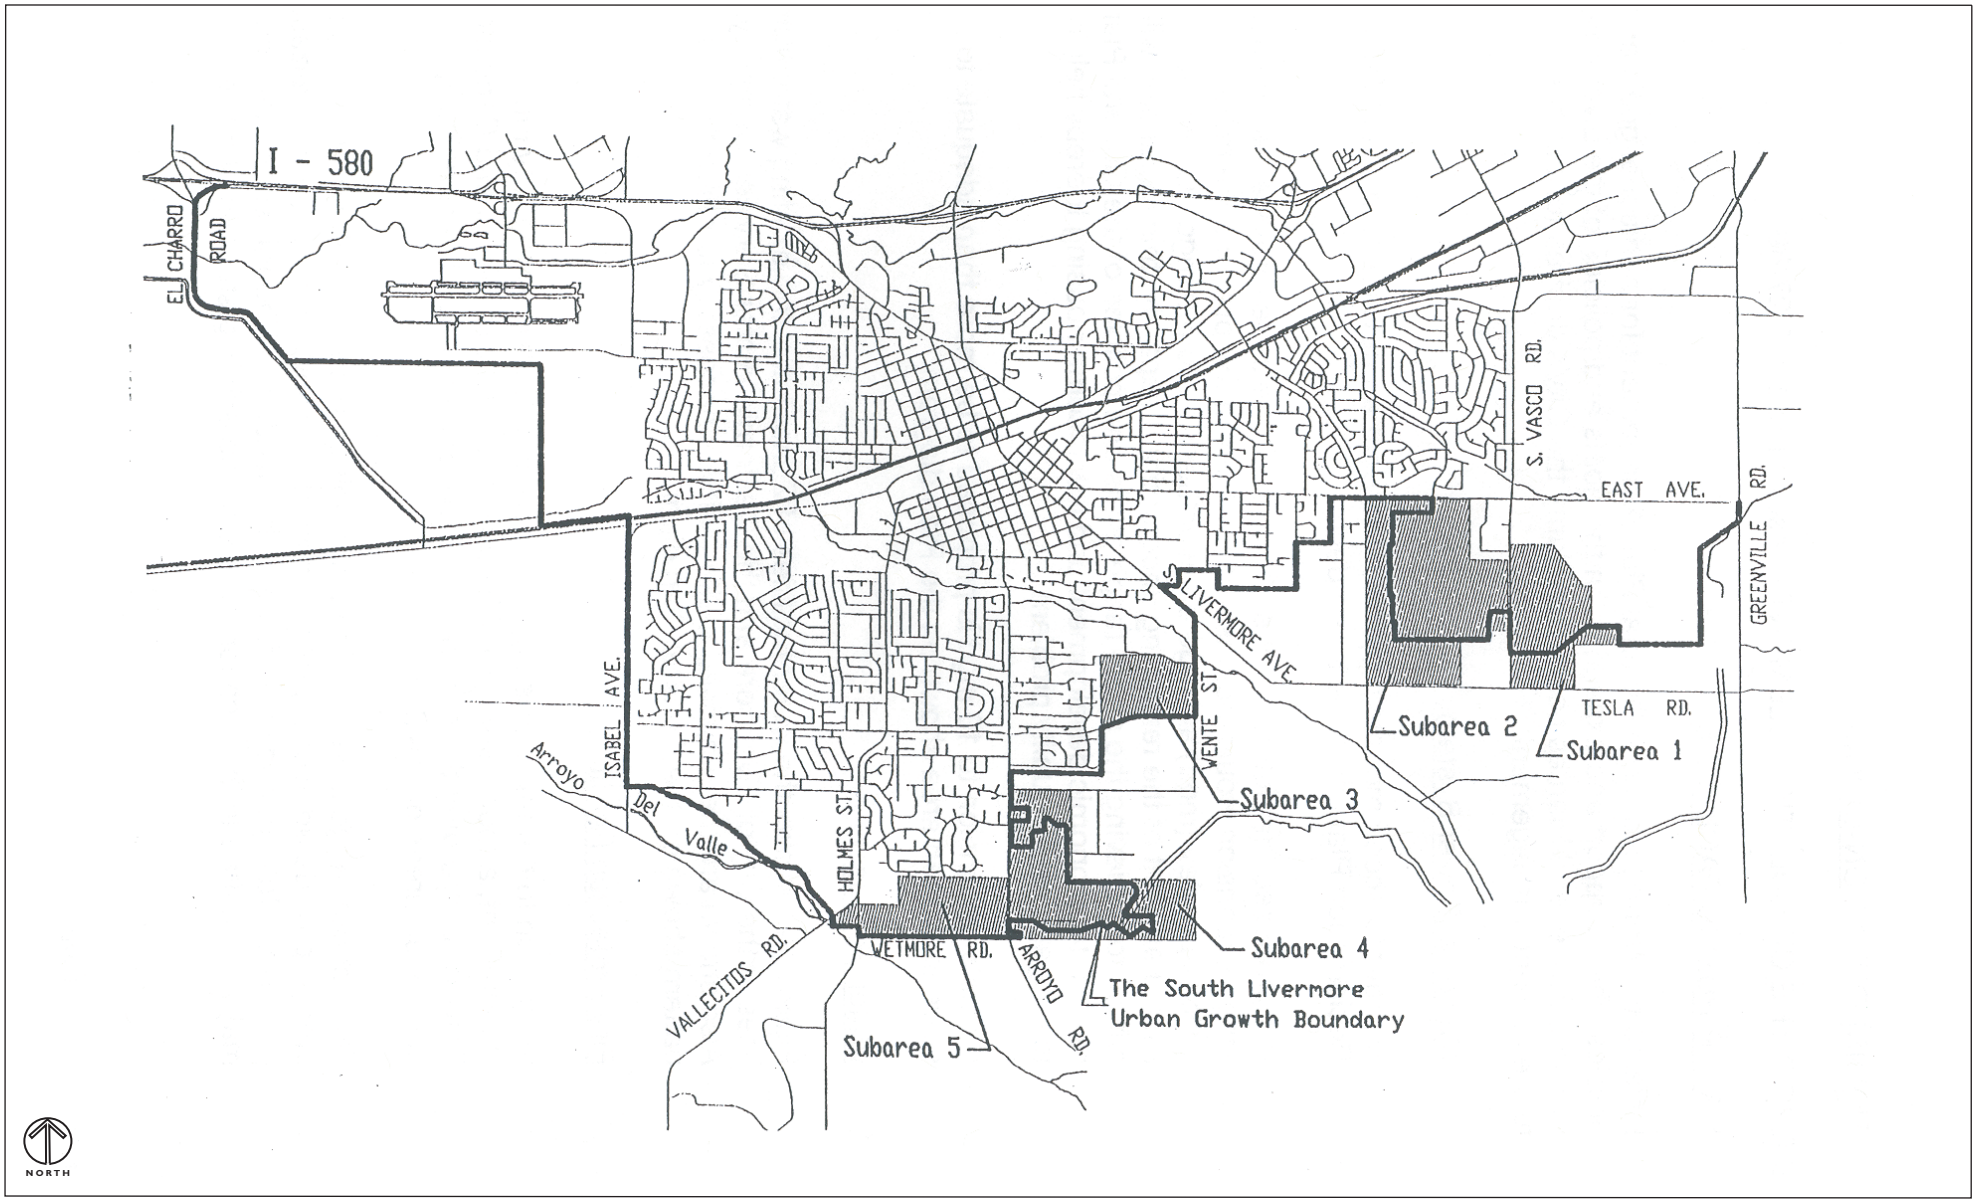 I - 580
EL CHARRO
ROAD
S. VASCO RD.
EAST AVE.
GREENVILLE RD.
S. LIVERMORE AVE.
ISABEL AVE.
WENTE ST
TESLA RD.
Subarea 2
Subarea 1
Arroyo
Del
Valle
HOLMES ST
Subarea 3
WETMORE RD.
VALLECITOS RD.
ARROYO RD.
Subarea 4
The South Livermore
Urban Growth Boundary
Subarea 5
NORTH